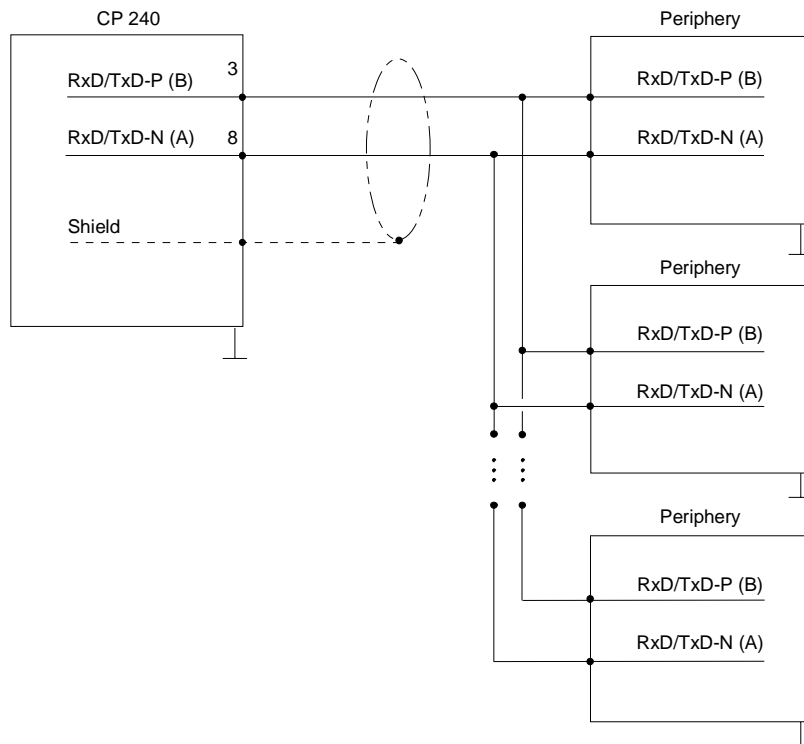 CP 240
RxD/TxD-P (B) 3
RxD/TxD-N (A) 8
Shield
Periphery
RxD/TxD-P (B)
RxD/TxD-N (A)
Periphery
RxD/TxD-P (B)
RxD/TxD-N (A)
Periphery
RxD/TxD-P (B)
RxD/TxD-N (A)